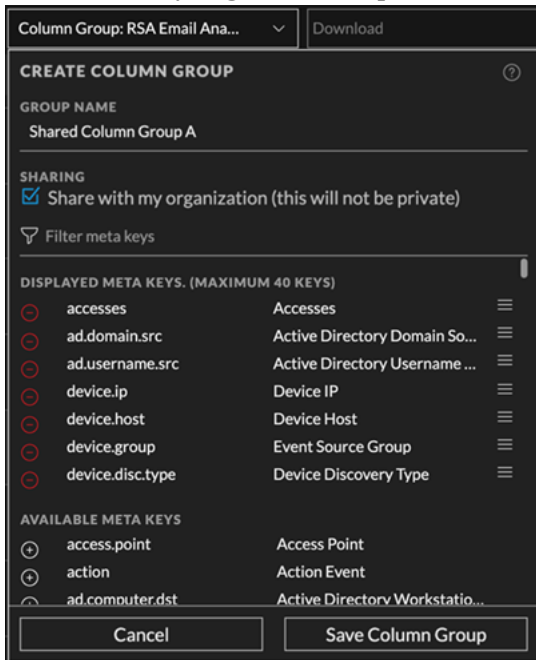 Column Group: RSA Email Ana... Download
CREATE COLUMN GROUP
GROUP NAME
Shared Column Group A
SHARING
Share with my organization (this will not be private)
Filter meta keys
DISPLAYED META KEYS. (MAXIMUM 40 KEYS)
accesses Accesses
ad.domain.src Active Directory Domain So...
ad.username.src Active Directory Username ...
device.ip Device IP
device.host Device Host
device.group Event Source Group
device.disc.type Device Discovery Type
AVAILABLE META KEYS
access.point Access Point
action Action Event
ad.computer.dst Active Directory Workstatio...
Cancel Save Column Group